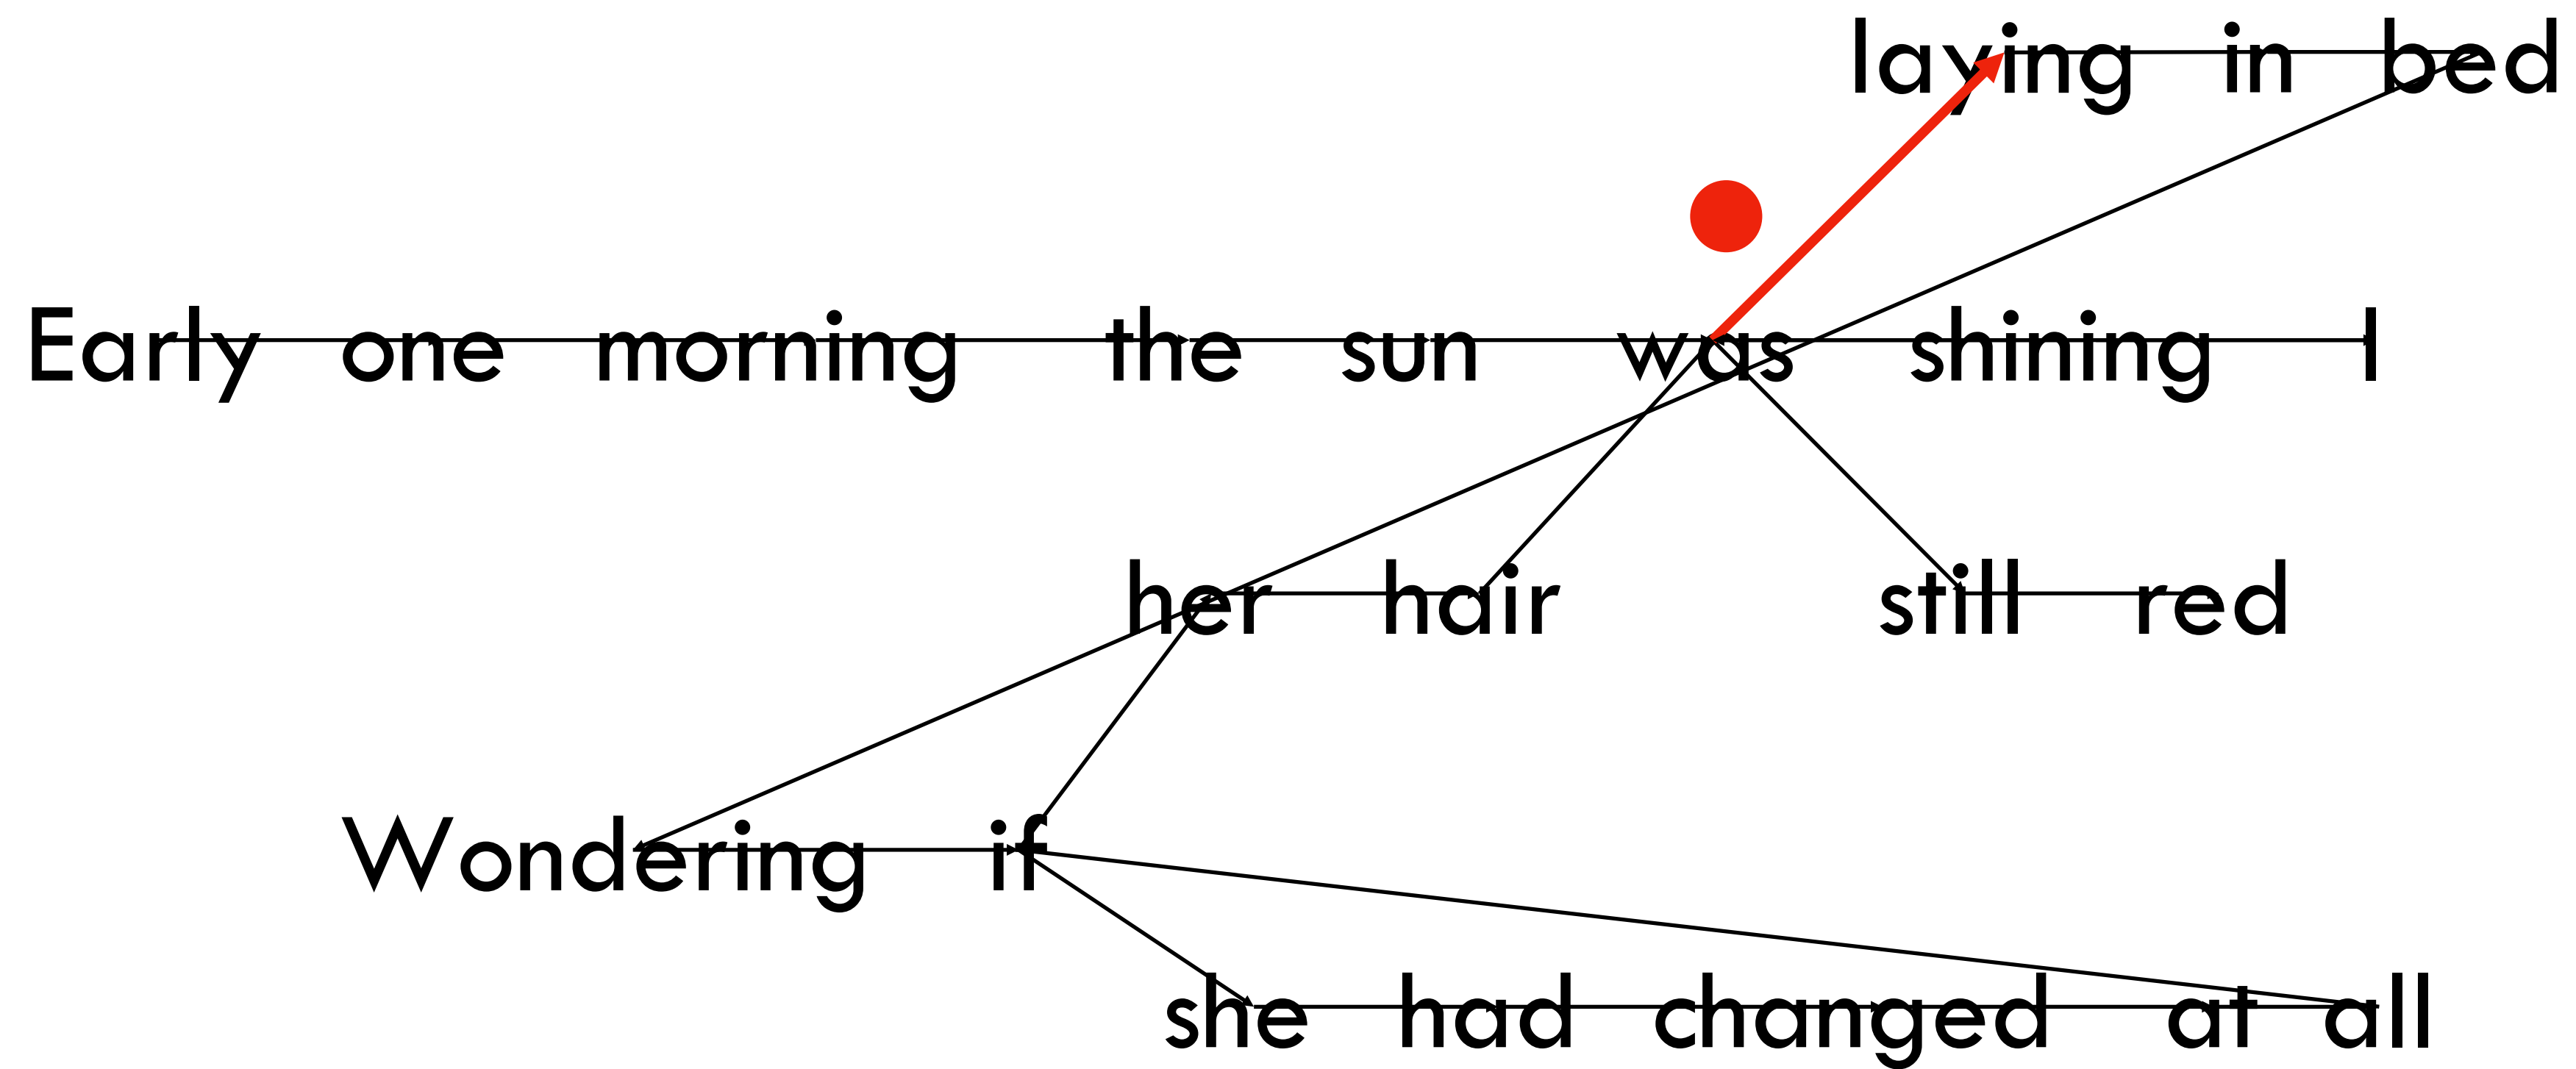 laying in bed
Early one morning the sun was shining I
her hair still red
Wondering if
she had changed at all